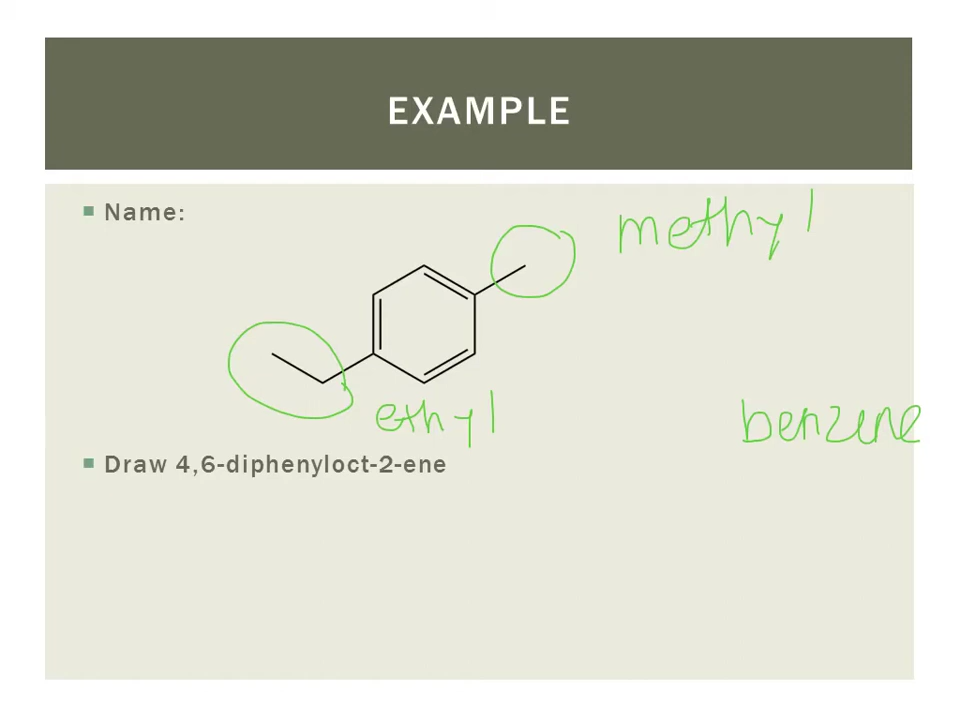 EXAMPLE
Name:
methyl
ethyl
benzene
Draw 4,6-diphenyloct-2-ene